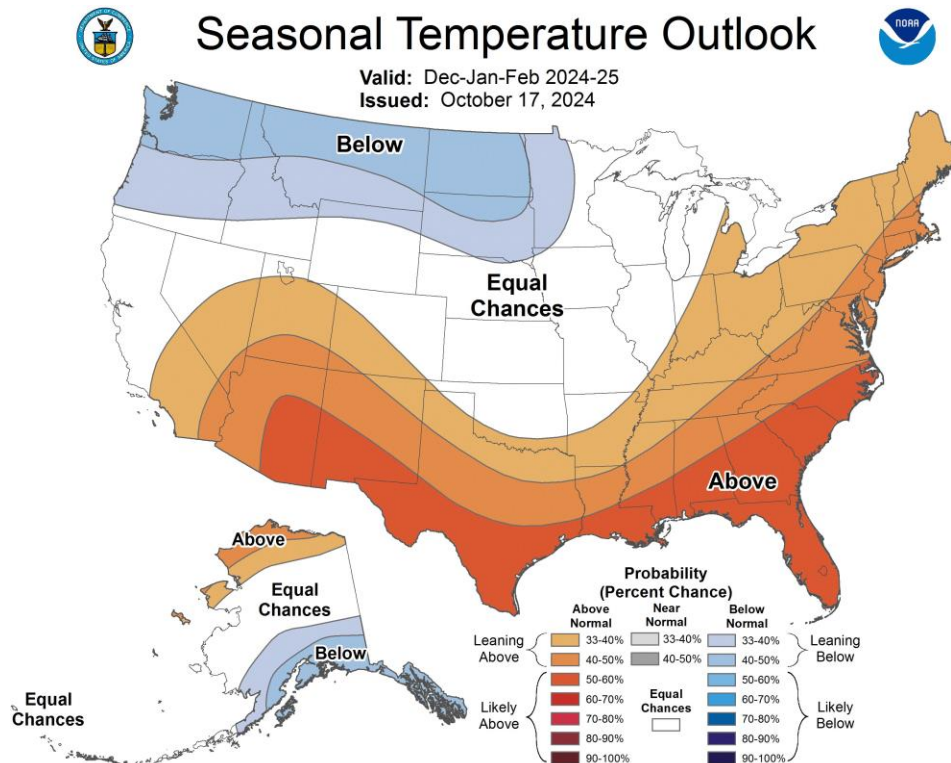 Seasonal Temperature Outlook
NOAA
Valid: Dec-Jan-Feb 2024-25
Issued: October 17, 2024
Below
Equal
Chances
Above
Above
Equal
Chances
Below
Equal
Chances
Probability
(Percent Chance)
Above Normal
Near Normal
Below Normal
Leaning Above
33-40%
33-40%
33-40%
Leaning Below
40-50%
40-50%
40-50%
Likely Above
50-60%
50-60%
Likely Below
60-70%
Equal Chances
60-70%
70-80%
70-80%
80-90%
80-90%
90-100%
90-100%